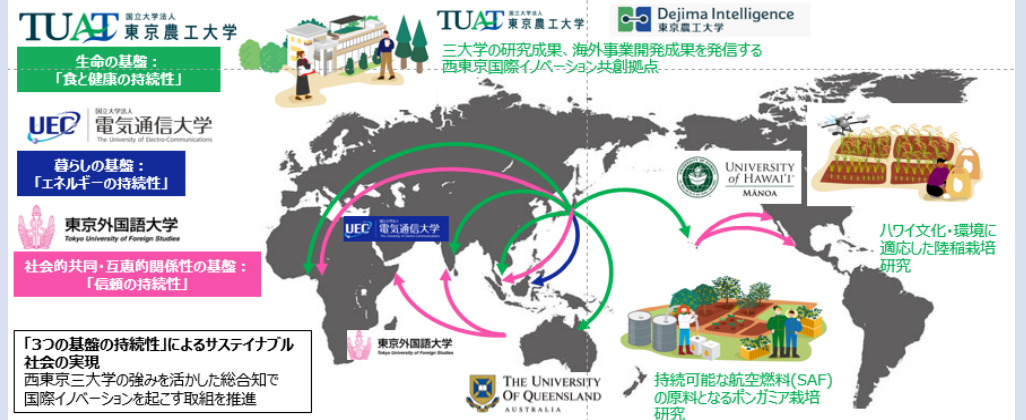 TUAT 国立大学法人
東京農工大学
生命の基盤:
「食と健康の持続性」
UEC 国立大学法人
電気通信大学
The University of Electro-Communications
暮らしの基盤:
「エネルギーの持続性」
東京外国語大学
Tokyo University of Foreign Studies
社会的共同・互恵的関係性の基盤:
「信頼の持続性」
「3つの基盤の持続性」によるサステイナブル
社会の実現
西東京三大学の強みを活かした総合知で
国際イノベーションを起こす取組を推進
TUAT 国立大学法人
東京農工大学
Dejima Intelligence
東京農工大学
三大学の研究成果、海外事業開発成果を発信する
西東京国際イノベーション共創拠点
UEC 国立大学法人
電気通信大学
東京外国語大学
Tokyo University of Foreign Studies
UNIVERSITY
of HAWAI'I
MĀNOA
ハワイ文化・環境に
適応した陸稲栽培
研究
THE UNIVERSITY
OF QUEENSLAND
AUSTRALIA
持続可能な航空燃料(SAF)
の原料となるポンガミア栽培
研究